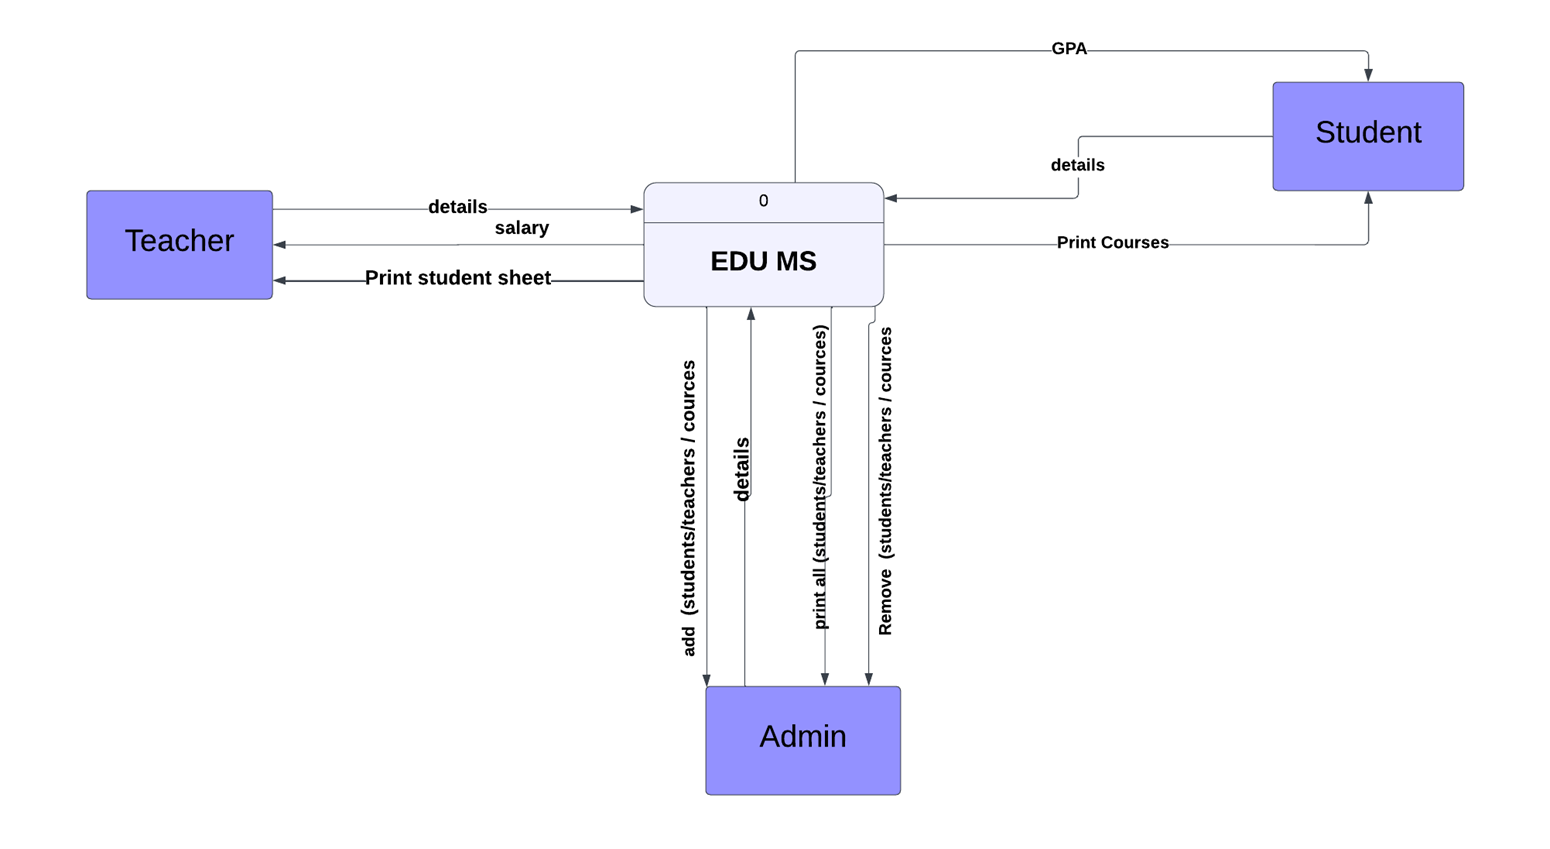 GPA
Student
details
0
Teacher
details
salary
EDU MS
Print Courses
Print student sheet
add  (students/teachers / cources
details
print all (students/teachers / cources)
Remove  (students/teachers / cources
Admin